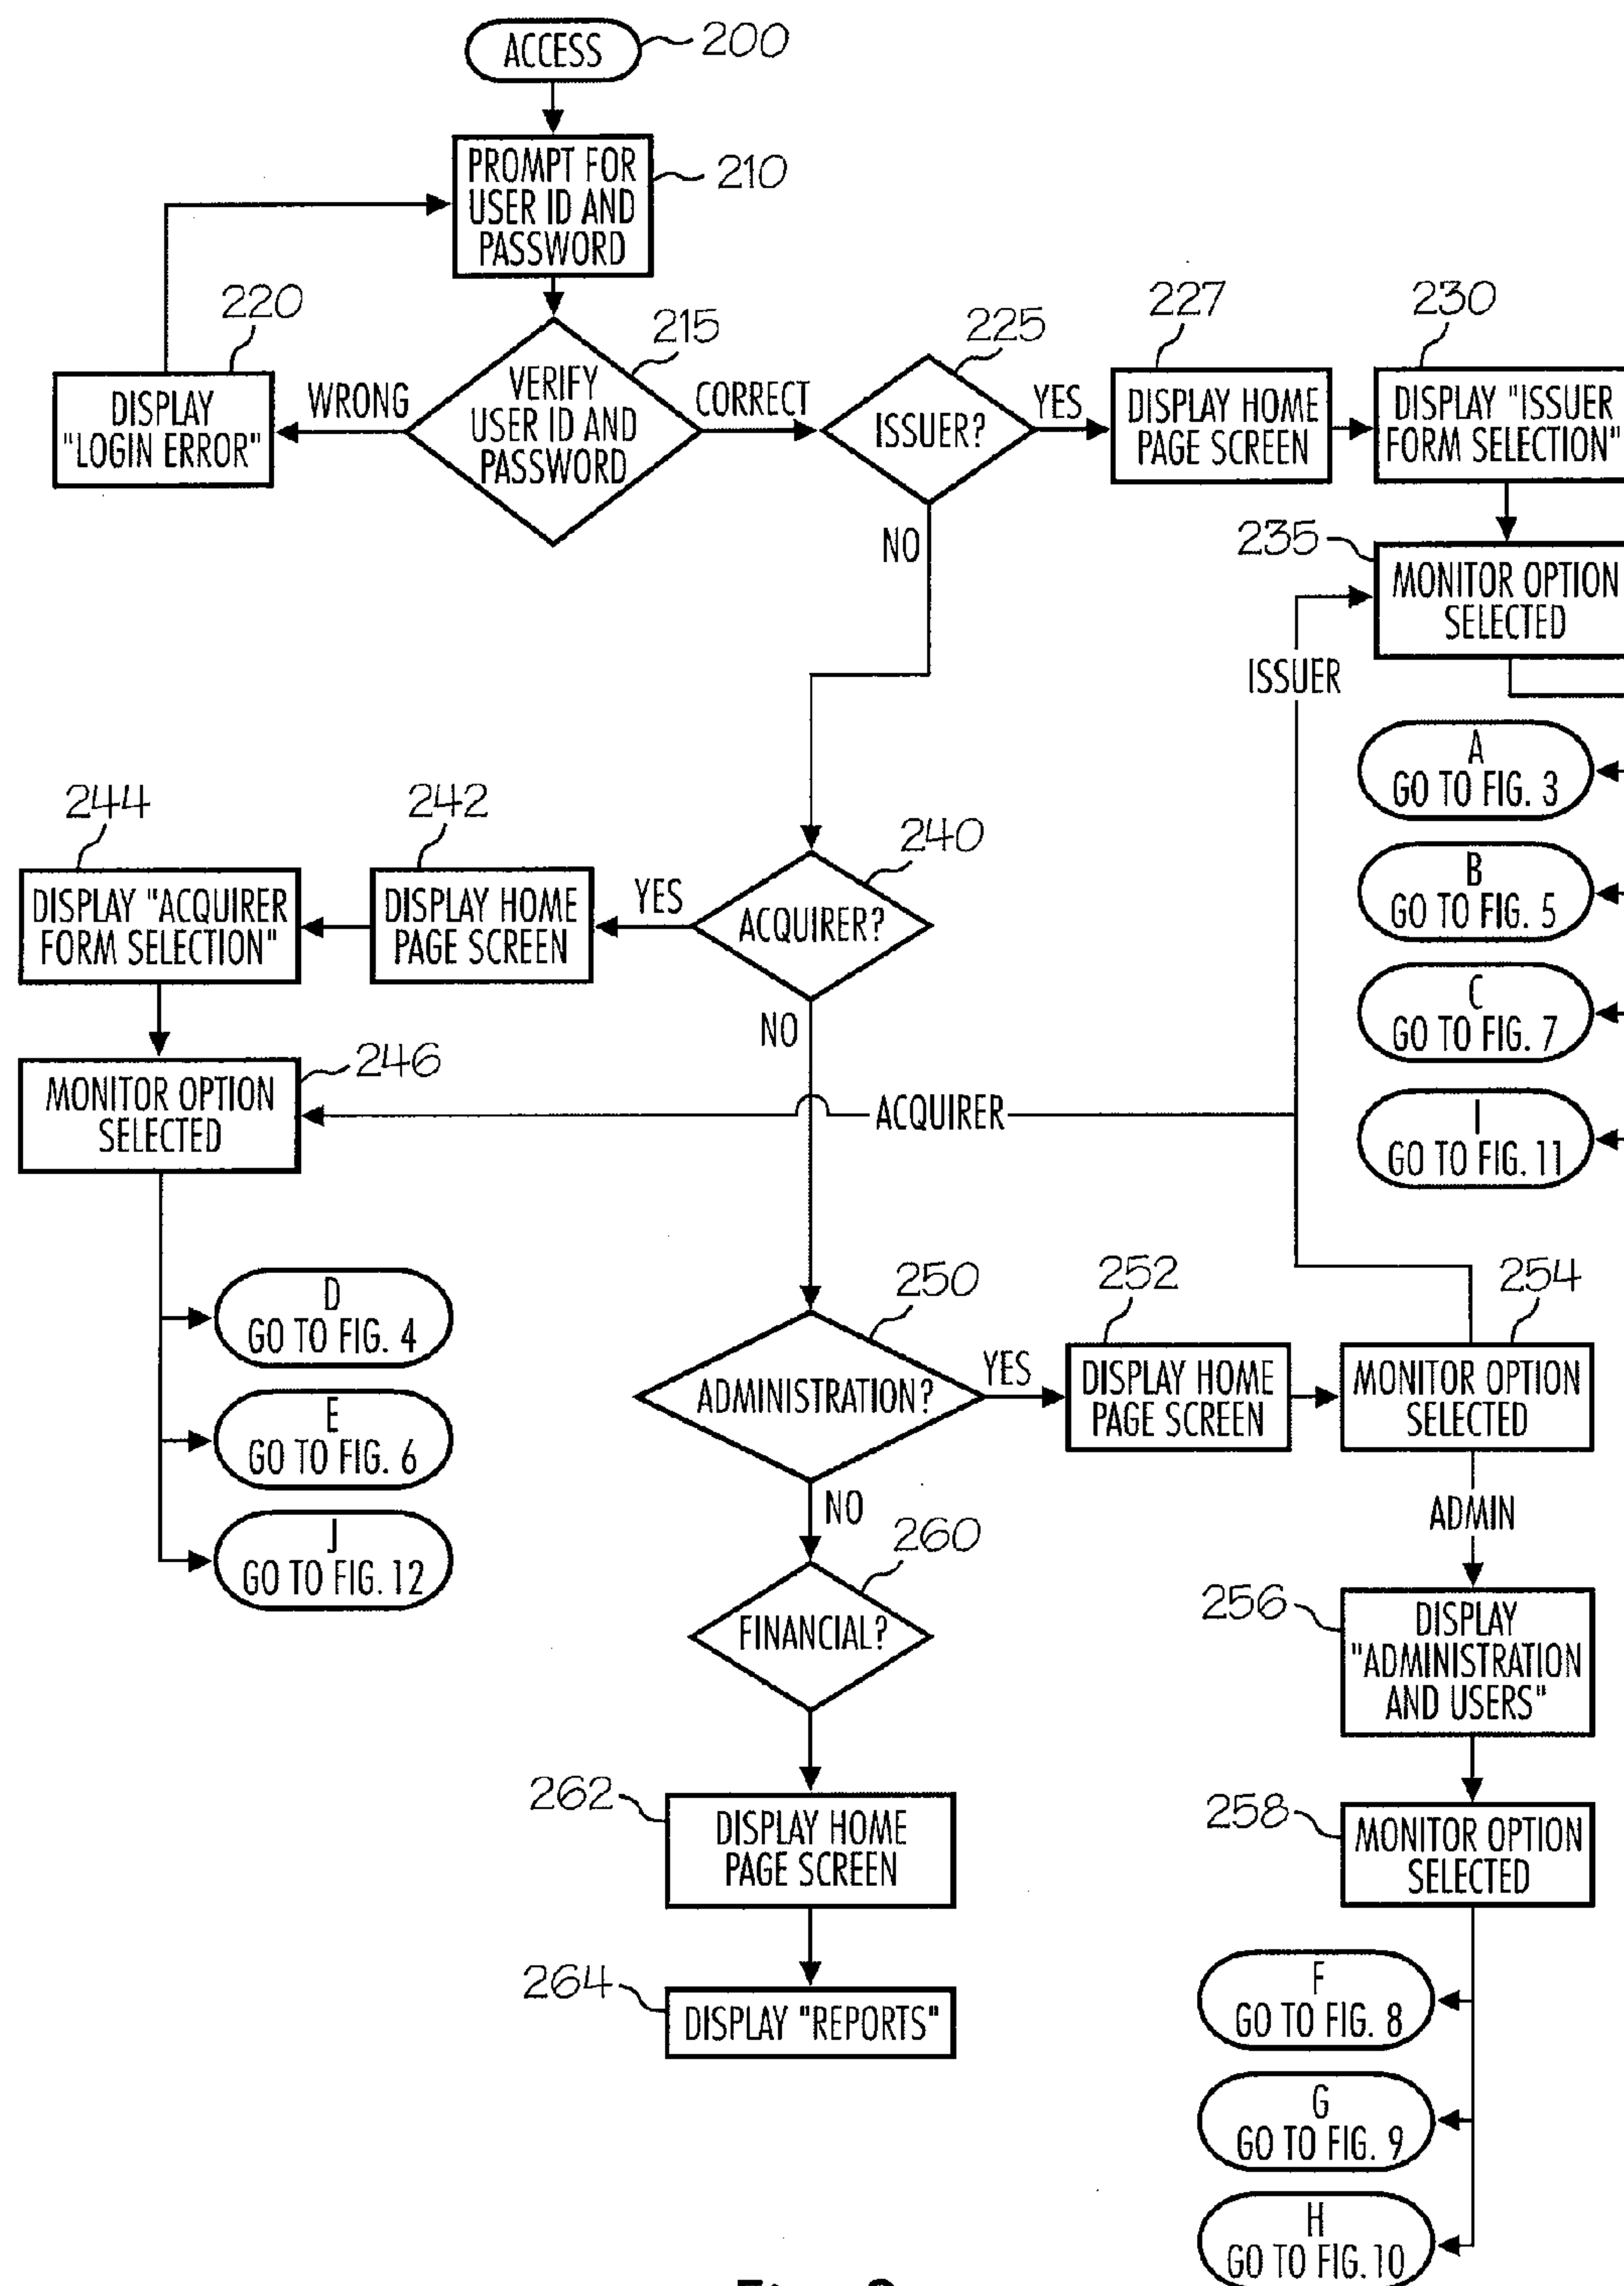 ACCESS
200
PROMPT FOR
USER ID AND
PASSWORD
210
220
DISPLAY
"LOGIN ERROR"
WRONG
215
VERIFY
USER ID AND
PASSWORD
CORRECT
225
ISSUER?
YES
NO
227
DISPLAY HOME
PAGE SCREEN
230
DISPLAY "ISSUER
FORM SELECTION"
235
MONITOR OPTION
SELECTED
ISSUER
A
GO TO FIG. 3
B
GO TO FIG. 5
C
GO TO FIG. 7
I
GO TO FIG. 11
244
DISPLAY "ACQUIRER
FORM SELECTION"
242
DISPLAY HOME
PAGE SCREEN
YES
240
ACQUIRER?
NO
246
MONITOR OPTION
SELECTED
ACQUIRER
D
GO TO FIG. 4
E
GO TO FIG. 6
J
GO TO FIG. 12
250
ADMINISTRATION?
YES
NO
252
DISPLAY HOME
PAGE SCREEN
254
MONITOR OPTION
SELECTED
ADMIN
260
FINANCIAL?
256
DISPLAY
"ADMINISTRATION
AND USERS"
262
DISPLAY HOME
PAGE SCREEN
258
MONITOR OPTION
SELECTED
264
DISPLAY "REPORTS"
F
GO TO FIG. 8
G
GO TO FIG. 9
H
GO TO FIG. 10